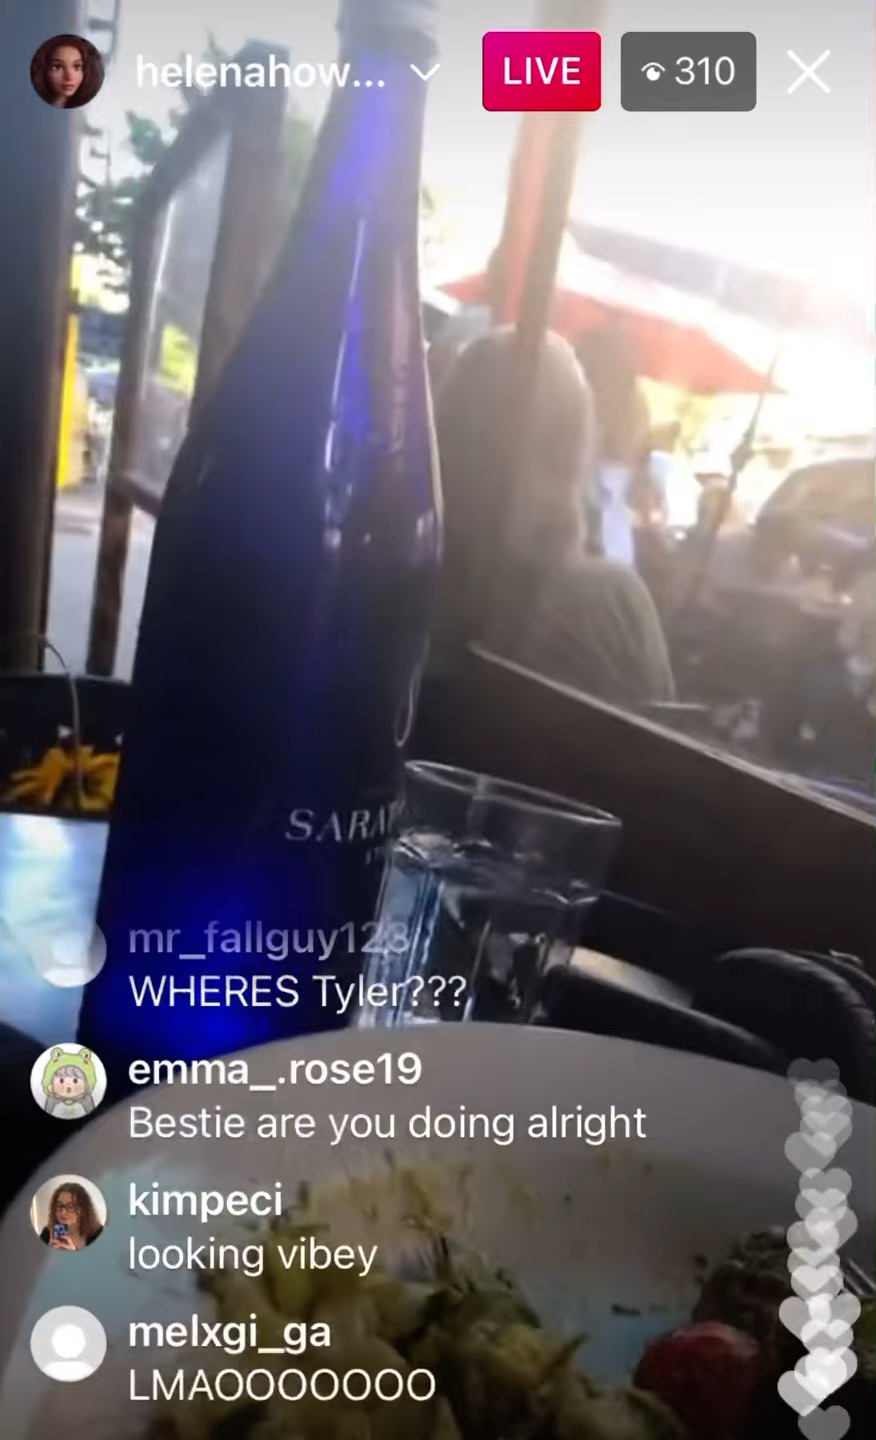 helenahow...
LIVE
310
mr_fallguy123
WHERES Tyler???
emma_.rose19
Bestie are you doing alright
kimpeci
looking vibey
melxgi_ga
LMAOOOOOOO